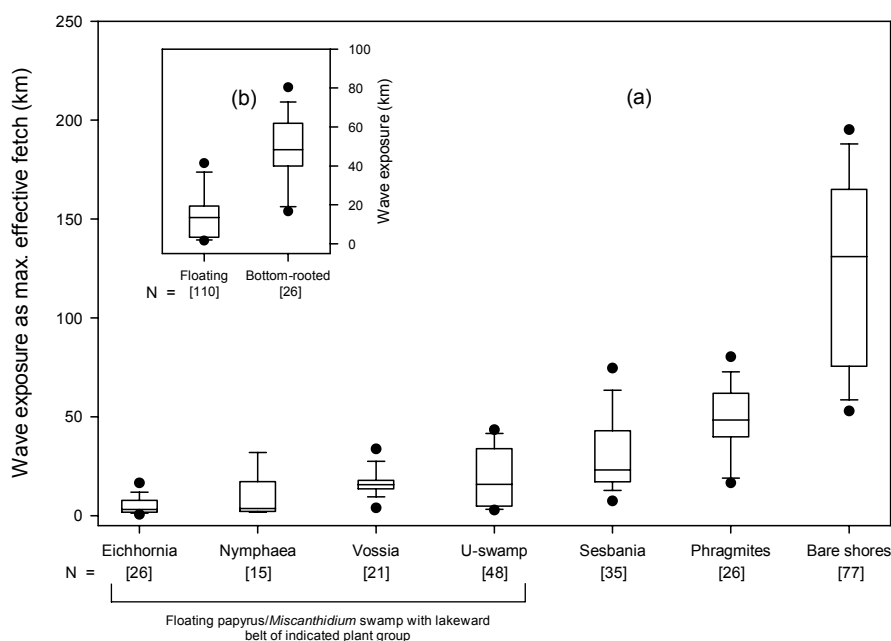 Wave exposure as max. effective fetch (km)
250
200
150
100
50
0
(b)
(a)
100
80
60
40
20
0
Wave exposure (km)
Floating Bottom-rooted
N = [110] [26]
Eichhornia Nymphaea Vossia U-swamp Sesbania Phragmites Bare shores
N = [26] [15] [21] [48] [35] [26] [77]
Floating papyrus/Miscanthidium swamp with lakeward
belt of indicated plant group